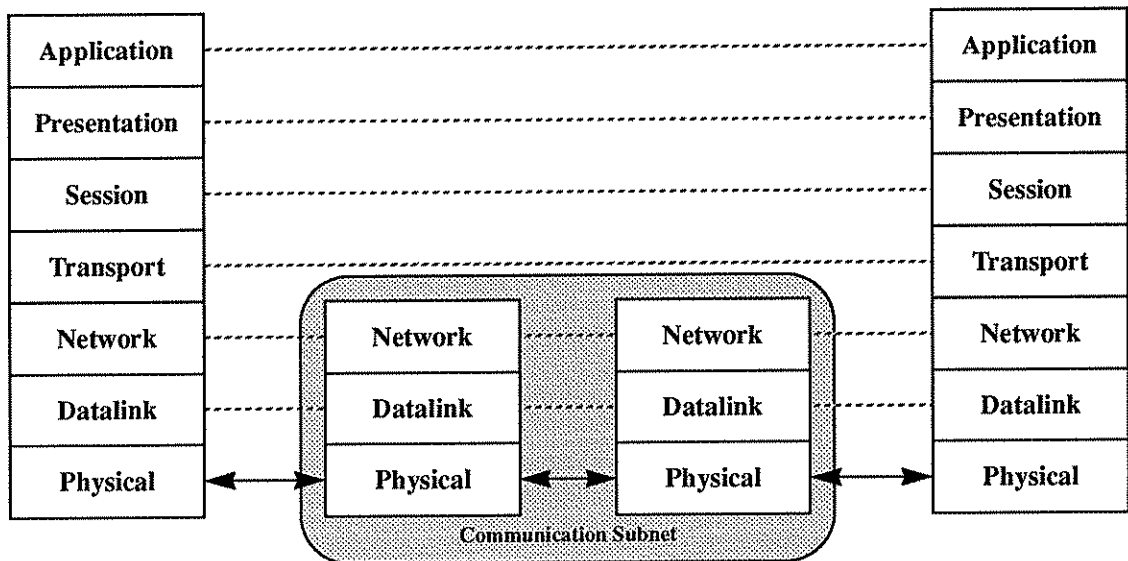 Application
Application
Presentation
Presentation
Session
Session
Transport
Transport
Network
Network
Network
Network
Datalink
Datalink
Datalink
Datalink
Physical
Physical
Physical
Physical
Communication Subnet